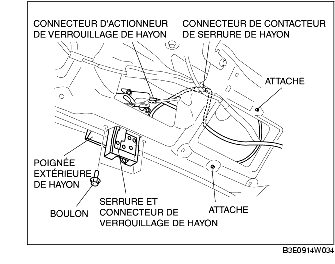 CONNECTEUR D'ACTIONNEUR
DE VERROUILLAGE DE HAYON
CONNECTEUR DE CONTACTEUR
DE SERRURE DE HAYON
ATTACHE
POIGNÉE
EXTÉRIEURE
DE HAYON
BOULON
SERRURE ET
CONNECTEUR DE
VERROUILLAGE DE HAYON
ATTACHE
B3E0914W034